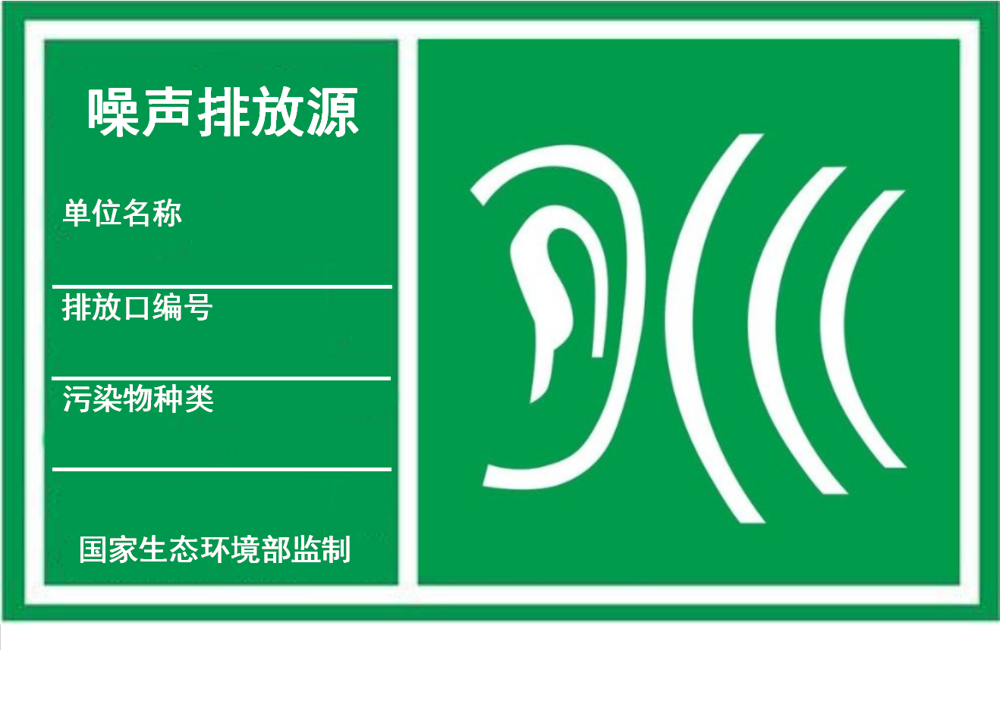 噪声排放源
单位名称
排放口编号
污染物种类
国家生态环境部监制